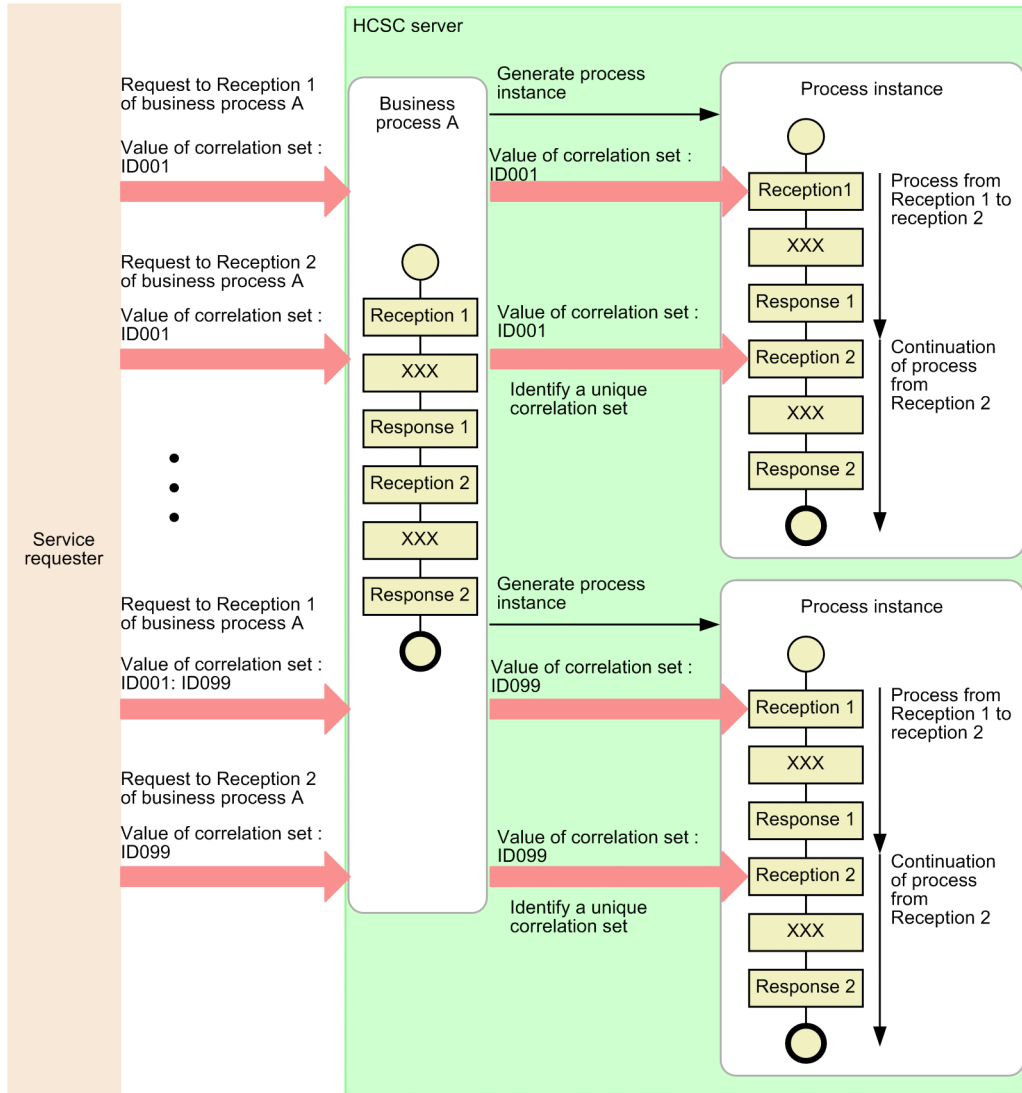 HCSC server
Request to Reception 1
of business process A
Value of correlation set :
ID001
Request to Reception 2
of business process A
Value of correlation set :
ID001
Service
requester
Request to Reception 1
of business process A
Value of correlation set :
ID001: ID099
Request to Reception 2
of business process A
Value of correlation set :
ID099
Business
process A
Reception 1
XXX
Response 1
Reception 2
XXX
Response 2
Generate process
instance
Value of correlation set :
ID001
Value of correlation set :
ID001
Identify a unique
correlation set
Generate process
instance
Value of correlation set :
ID099
Value of correlation set :
ID099
Identify a unique
correlation set
Process instance
Reception1
XXX
Response 1
Reception 2
XXX
Response 2
Process from
Reception 1 to
reception 2
Continuation
of process
from
Reception 2
Process instance
Reception 1
XXX
Response 1
Reception 2
XXX
Response 2
Process from
Reception 1 to
reception 2
Continuation
of process
from
Reception 2